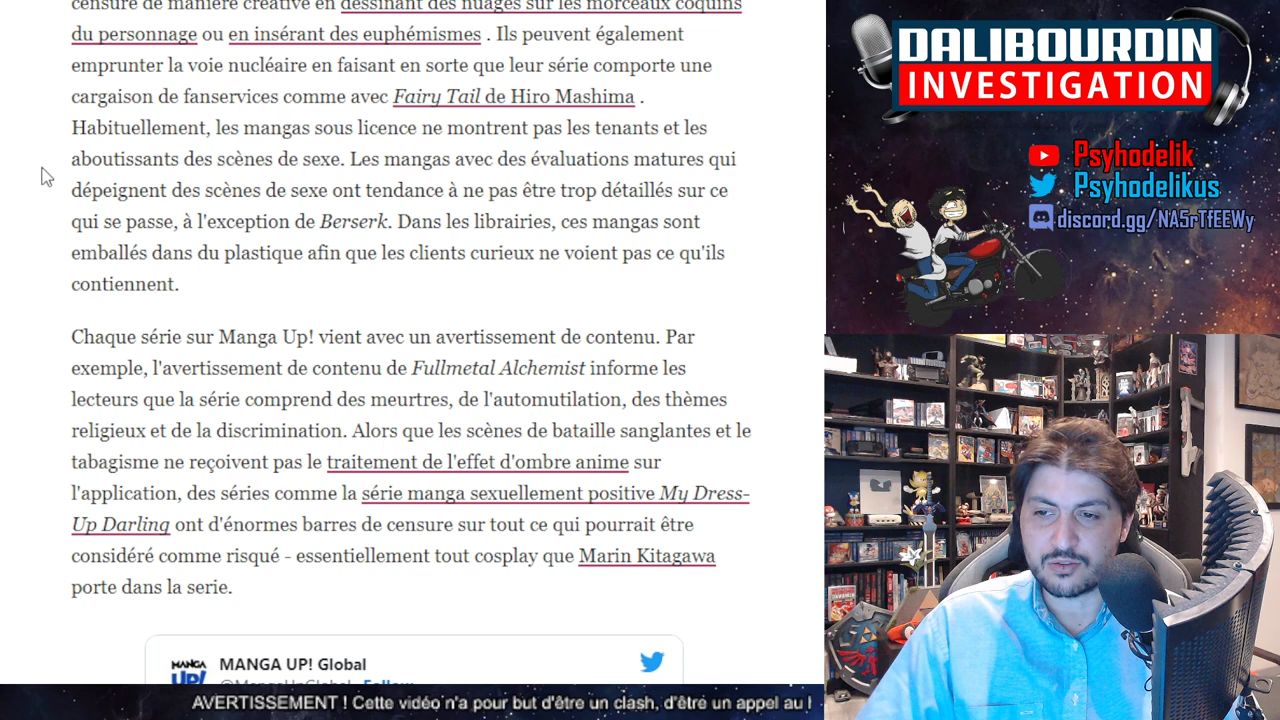 censure de manière créative en dessinant des nuages sur les morceaux coquins
du personnage ou en insérant des euphémismes . Ils peuvent également
emprunter la voie nucléaire en faisant en sorte que leur série comporte une
cargaison de fanservices comme avec Fairy Tail de Hiro Mashima .
Habituellement, les mangas sous licence ne montrent pas les tenants et les
aboutissants des scènes de sexe. Les mangas avec des évaluations matures qui
dépeignent des scènes de sexe ont tendance à ne pas être trop détaillés sur ce
qui se passe, à l'exception de Berserk. Dans les librairies, ces mangas sont
emballés dans du plastique afin que les clients curieux ne voient pas ce qu'ils
contiennent.
Chaque série sur Manga Up! vient avec un avertissement de contenu. Par
exemple, l'avertissement de contenu de Fullmetal Alchemist informe les
lecteurs que la série comprend des meurtres, de l'automutilation, des thèmes
religieux et de la discrimination. Alors que les scènes de bataille sanglantes et le
tabagisme ne reçoivent pas le traitement de l'effet d'ombre anime sur
l'application, des séries comme la série manga sexuellement positive My Dress-
Up Darling ont d'énormes barres de censure sur tout ce qui pourrait être
considéré comme risqué - essentiellement tout cosplay que Marin Kitagawa
porte dans la serie.
MANGA UP!
MANGA UP! Global
@MangaUpGlobal · Follow
AVERTISSEMENT ! Cette vidéo n'a pour but d'être un clash, d'être un appel au
DALIBOURDIN
INVESTIGATION
Psyhodelik
Psyhodelikus
discord.gg/NA5rTfEEWy